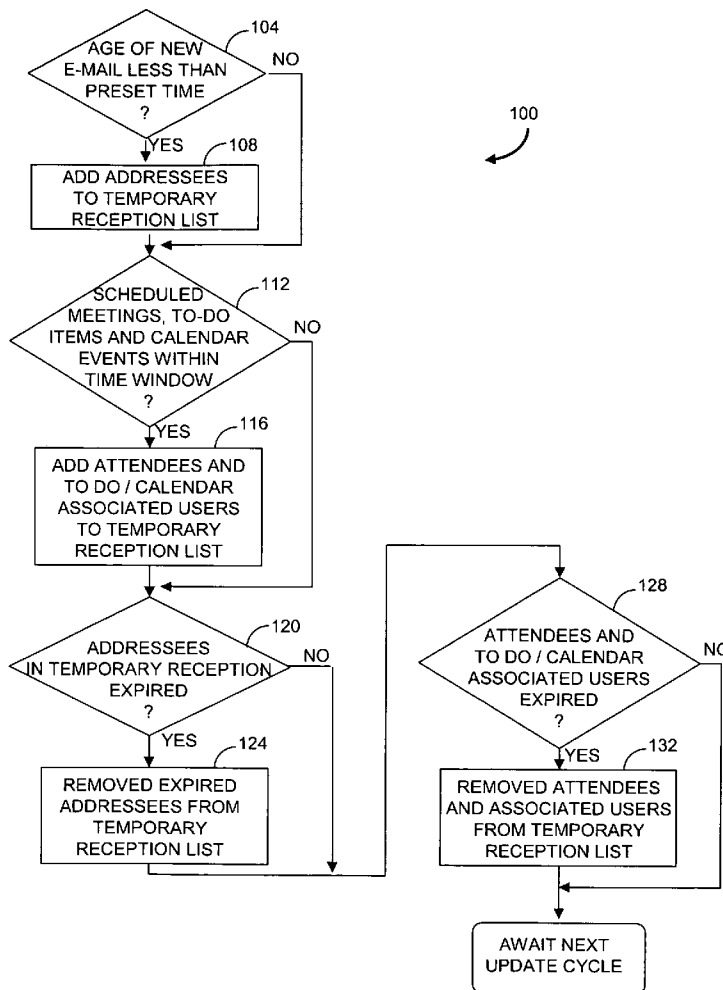 104
AGE OF NEW
E-MAIL LESS THAN
PRESET TIME
?
NO
YES
100
108
ADD ADDRESSEES
TO TEMPORARY
RECEPTION LIST
112
SCHEDULED
MEETINGS, TO-DO
ITEMS AND CALENDAR
EVENTS WITHIN
TIME WINDOW
?
NO
YES
116
ADD ATTENDEES AND
TO DO / CALENDAR
ASSOCIATED USERS
TO TEMPORARY
RECEPTION LIST
120
ADDRESSEES
IN TEMPORARY RECEPTION
EXPIRED
?
NO
YES
124
REMOVED EXPIRED
ADDRESSEES FROM
TEMPORARY
RECEPTION LIST
128
ATTENDEES AND
TO DO / CALENDAR
ASSOCIATED USERS
EXPIRED
?
NO
YES
132
REMOVED ATTENDEES
AND ASSOCIATED USERS
FROM TEMPORARY
RECEPTION LIST
AWAIT NEXT
UPDATE CYCLE